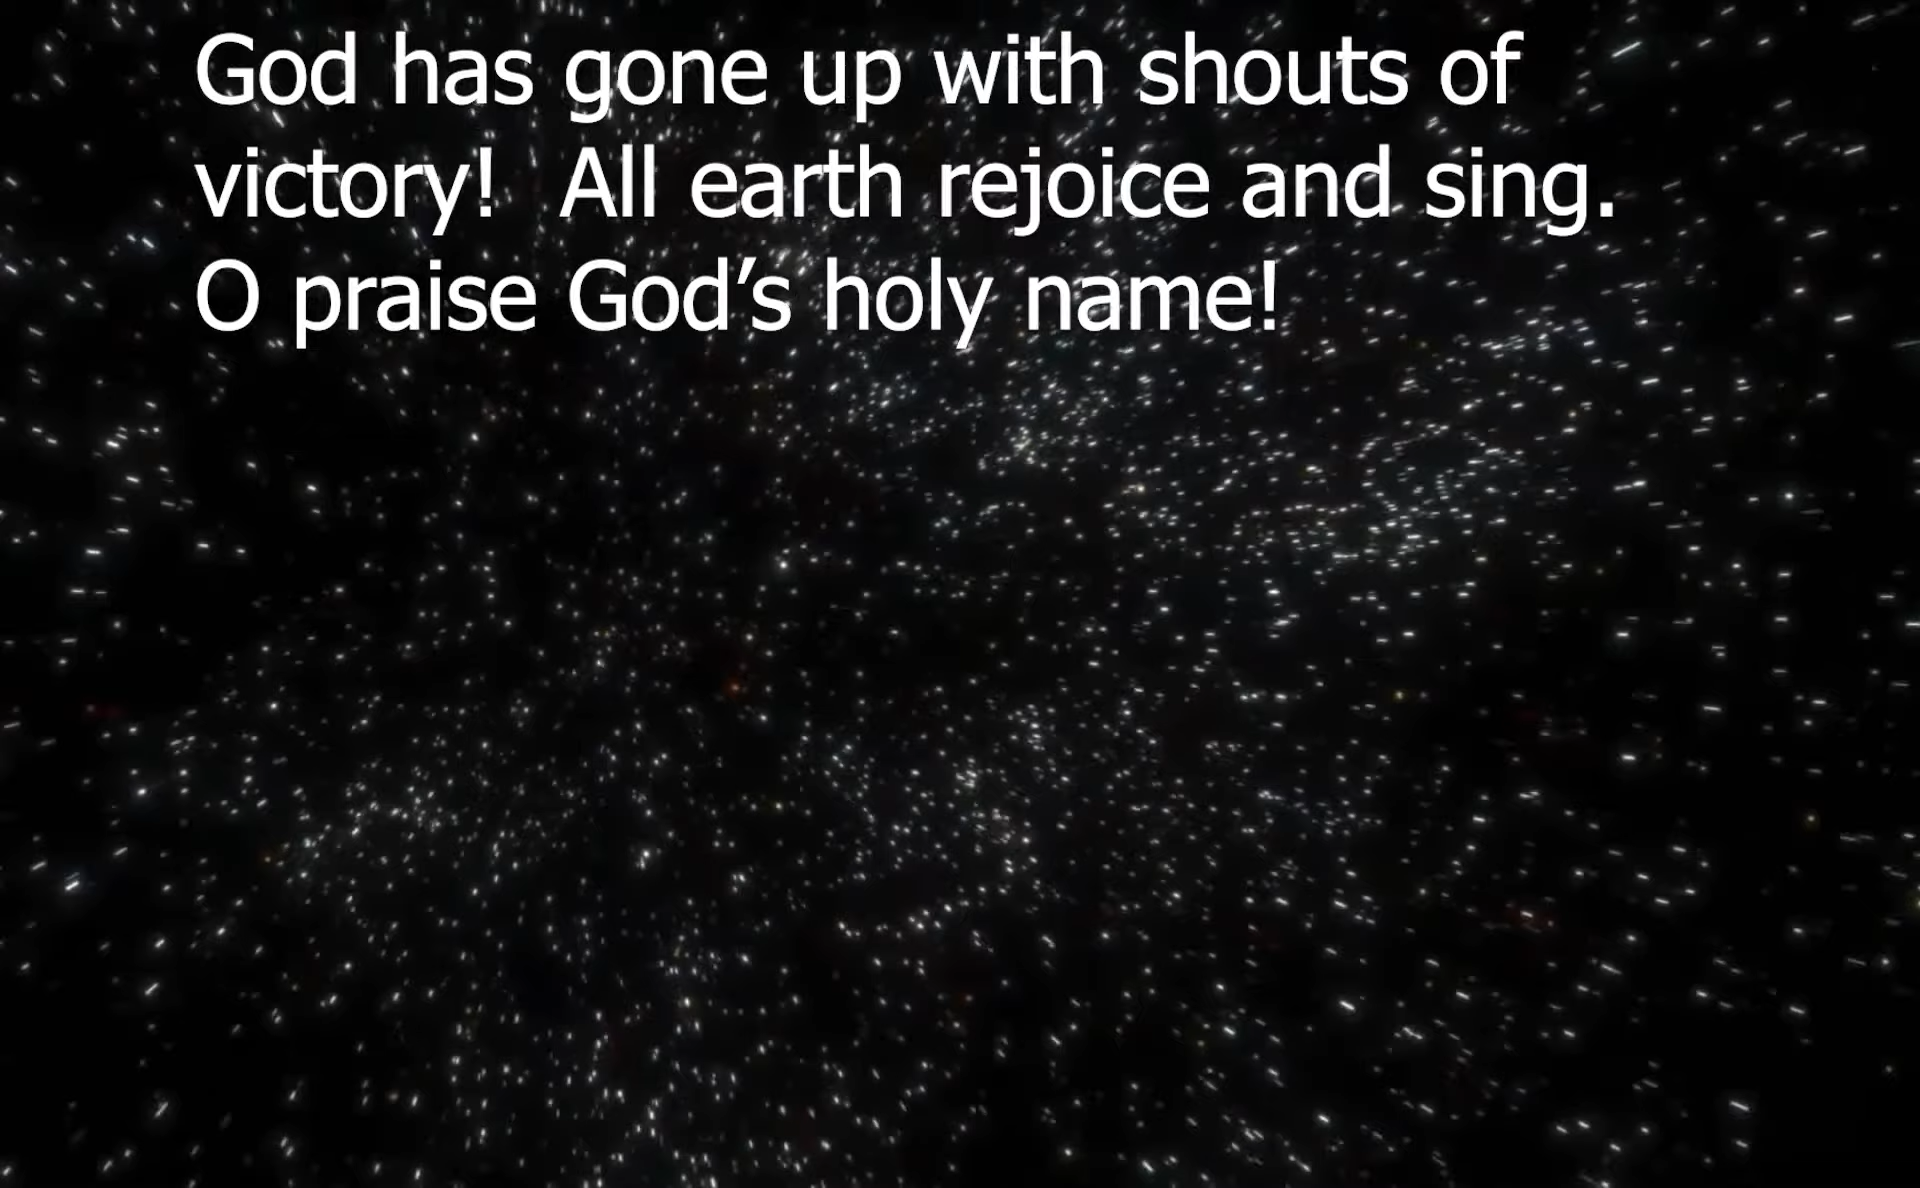 God has gone up with shouts of
victory!  All earth rejoice and sing.
O praise God’s holy name!